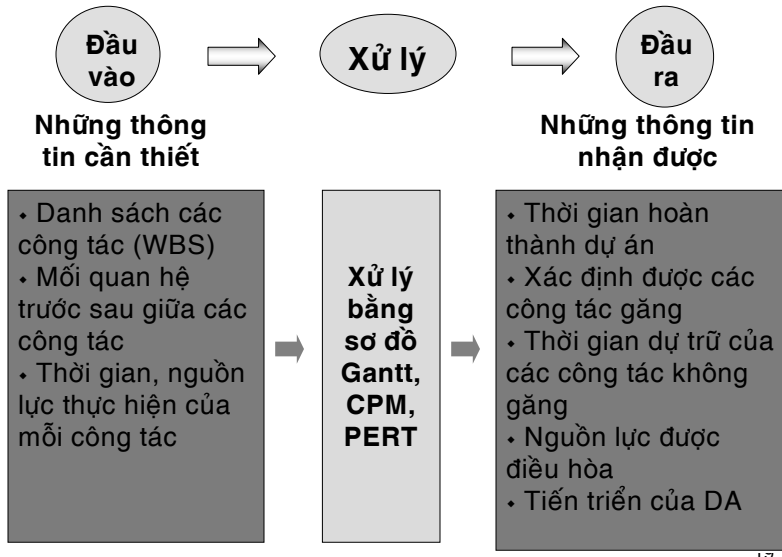 Đầu
vào
Xử lý
Đầu
ra
Những thông
tin cần thiết
Những thông tin
nhận được
• Danh sách các
công tác (WBS)
• Mối quan hệ
trước sau giữa các
công tác
• Thời gian, nguồn
lực thực hiện của
mỗi công tác
Xử lý
bằng
sơ đồ
Gantt,
CPM,
PERT
• Thời gian hoàn
thành dự án
• Xác định được các
công tác găng
• Thời gian dự trữ của
các công tác không
găng
• Nguồn lực được
điều hòa
• Tiến triển của DA